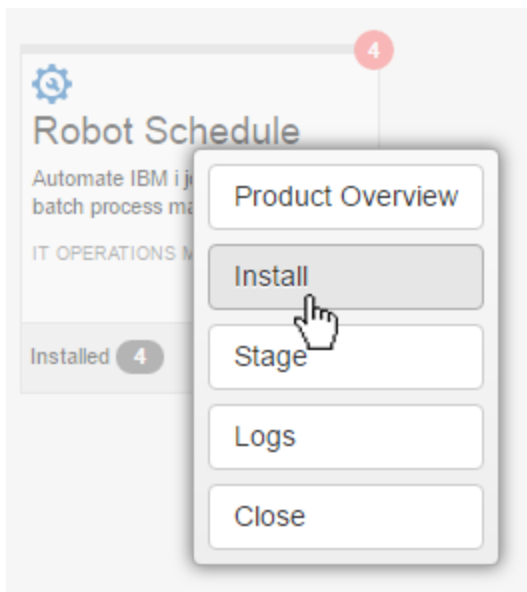 4
Robot Schedule
Automate IBM i
batch process
IT OPERATIONS
Installed 4
Product Overview
Install
Stage
Logs
Close